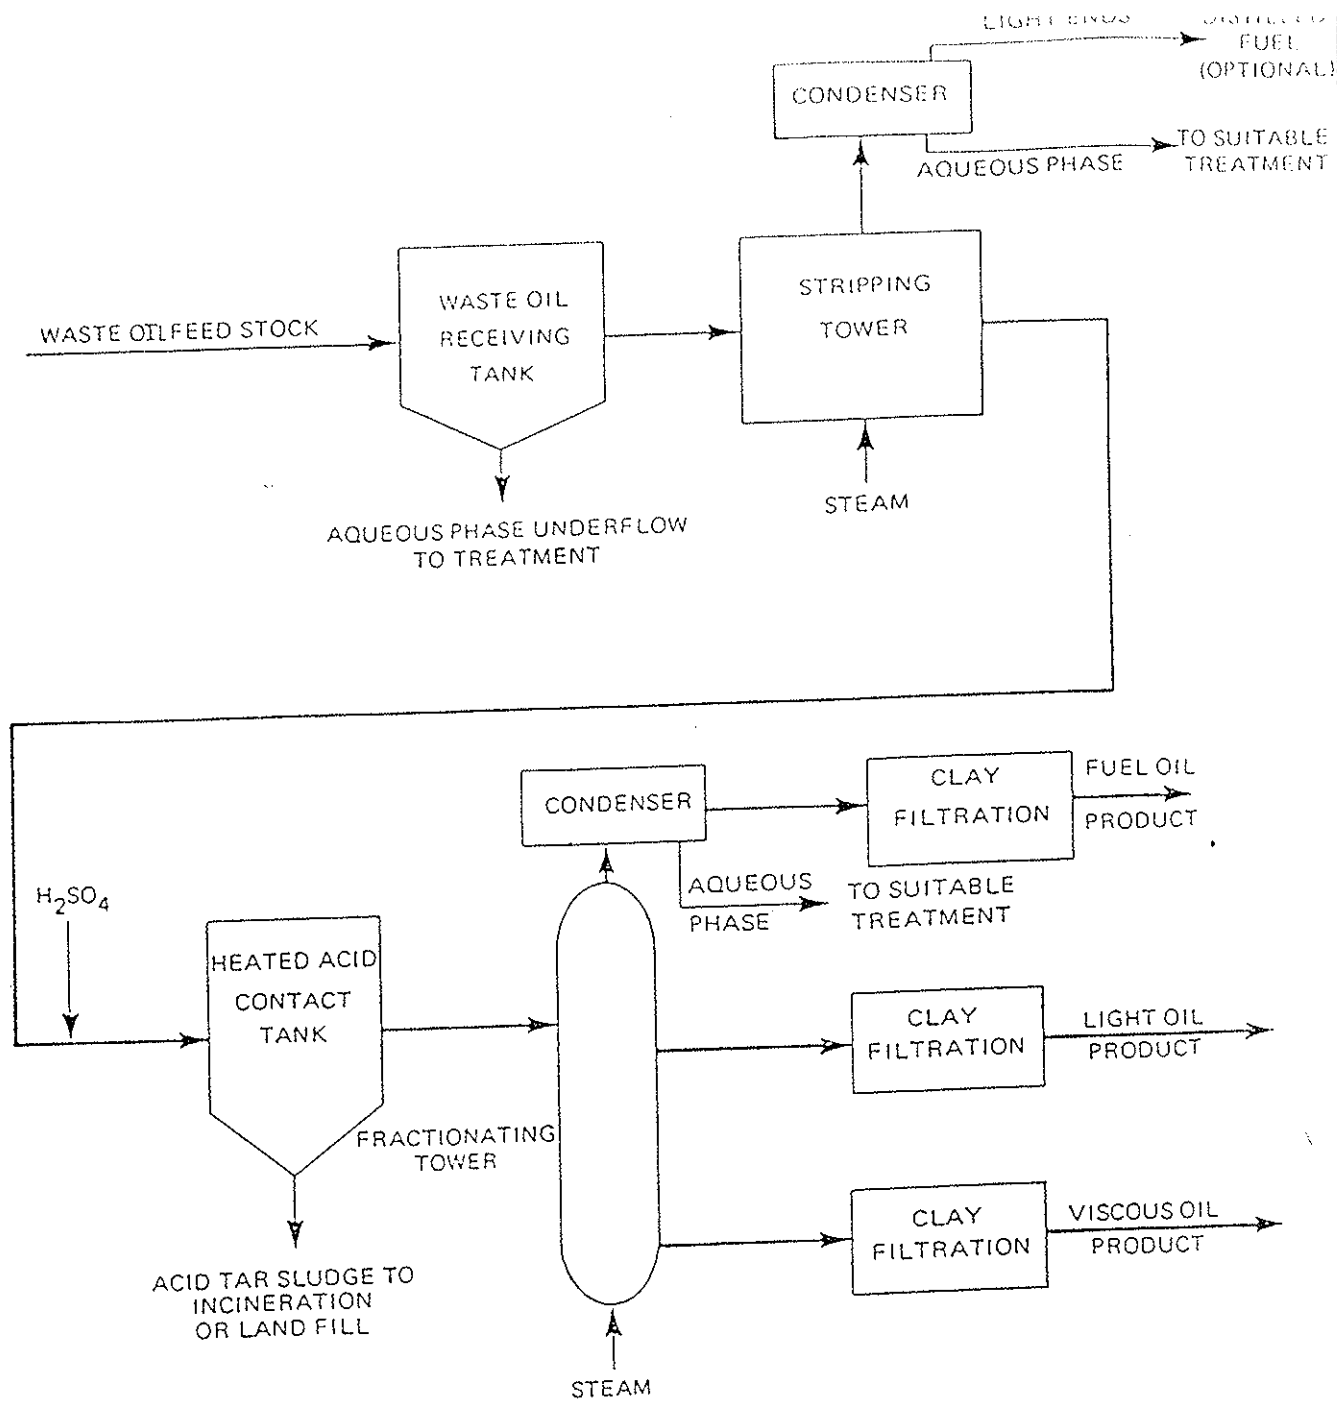 LIGHT ENDS
FUEL
(OPTIONAL)
CONDENSER
AQUEOUS PHASE
TO SUITABLE
TREATMENT
WASTE OILFEED STOCK
WASTE OIL
RECEIVING
TANK
STRIPPING
TOWER
STEAM
AQUEOUS PHASE UNDERFLOW
TO TREATMENT
CONDENSER
CLAY
FILTRATION
FUEL OIL
PRODUCT
AQUEOUS
PHASE
TO SUITABLE
TREATMENT
H2SO4
HEATED ACID
CONTACT
TANK
FRACTIONATING
TOWER
CLAY
FILTRATION
LIGHT OIL
PRODUCT
CLAY
FILTRATION
VISCOUS OIL
PRODUCT
ACID TAR SLUDGE TO
INCINERATION
OR LAND FILL
STEAM